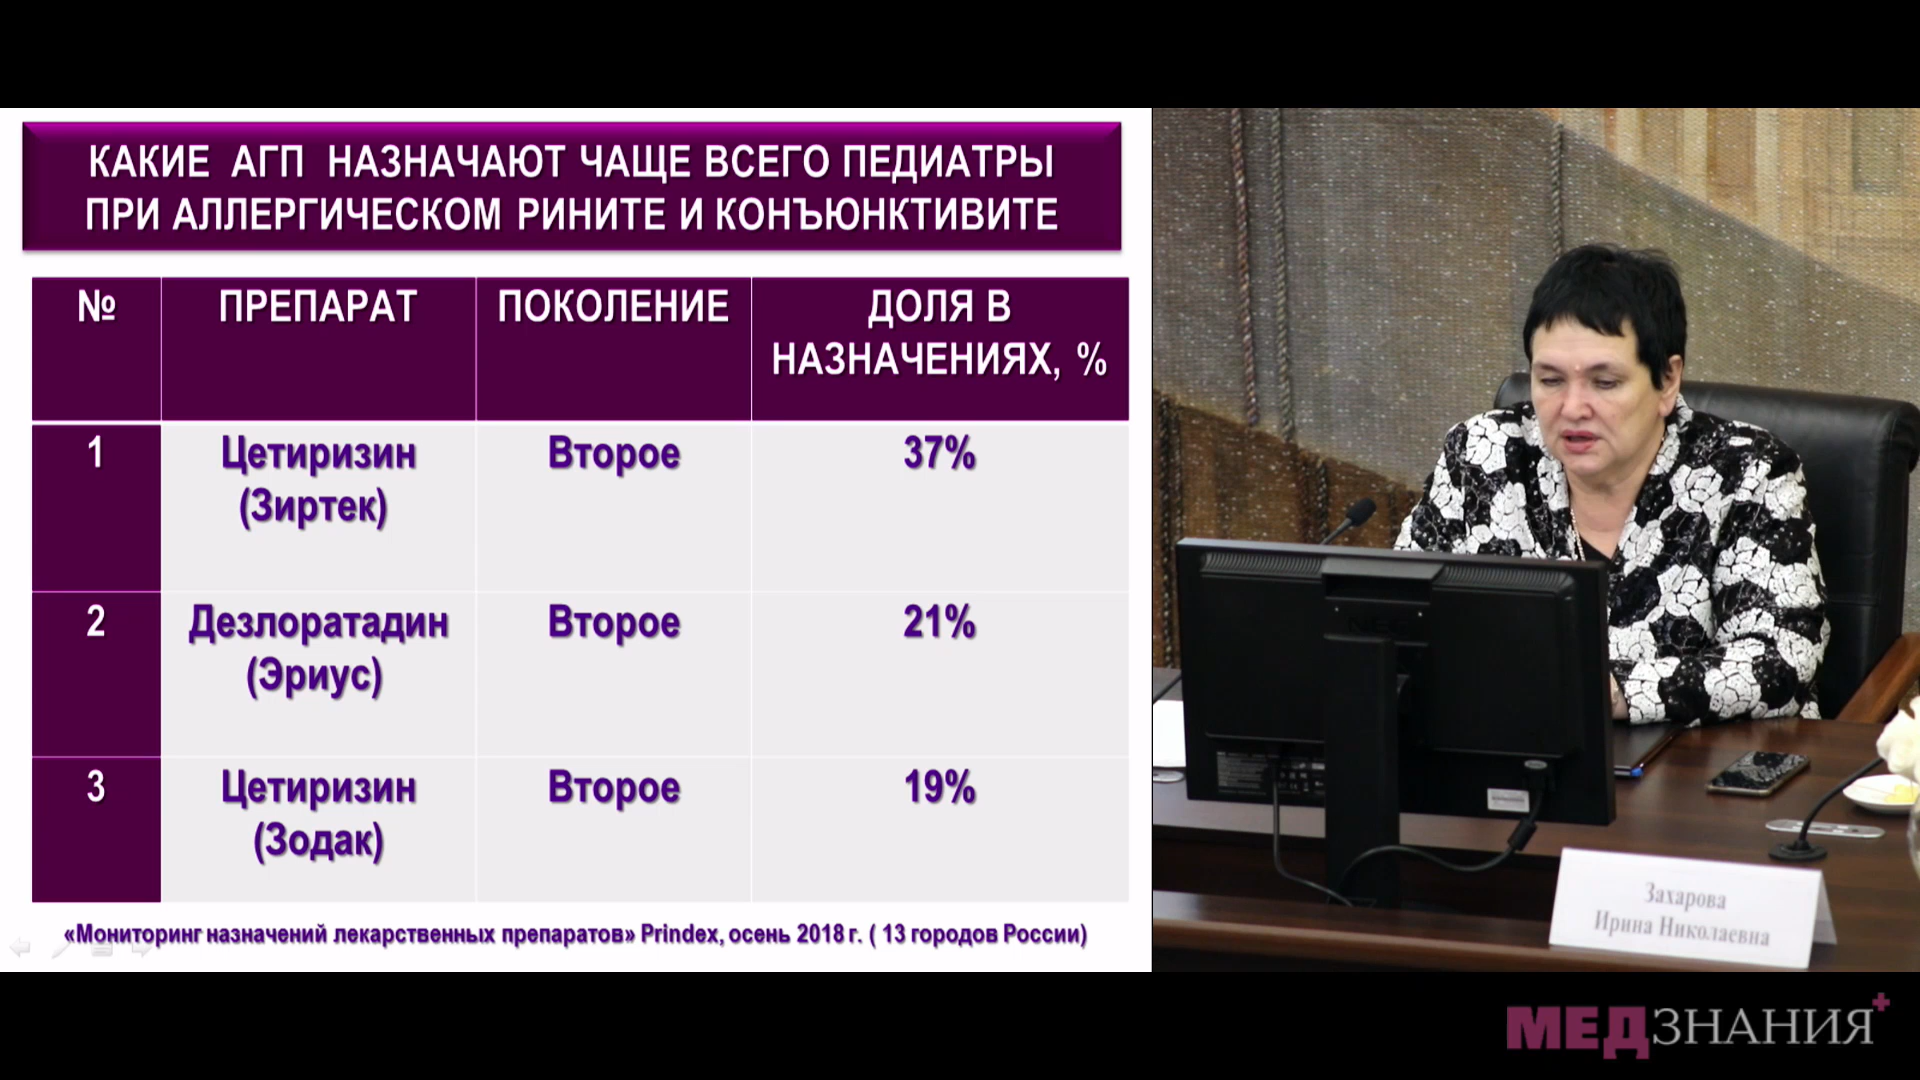 КАКИЕ АГП НАЗНАЧАЮТ ЧАЩЕ ВСЕГО ПЕДИАТРЫ
ПРИ АЛЛЕРГИЧЕСКОМ РИНИТЕ И КОНЪЮНКТИВИТЕ
№ ПРЕПАРАТ ПОКОЛЕНИЕ ДОЛЯ В
НАЗНАЧЕНИЯХ, %
1 Цетиризин Второе 37%
(Зиртек)
2 Дезлоратадин Второе 21%
(Эриус)
3 Цетиризин Второе 19%
(Зодак)
«Мониторинг назначений лекарственных препаратов» Prindex, осень 2018 г. ( 13 городов России)
NEC
Захарова
Ирина Николаевна
МЕДЗНАНИЯ+